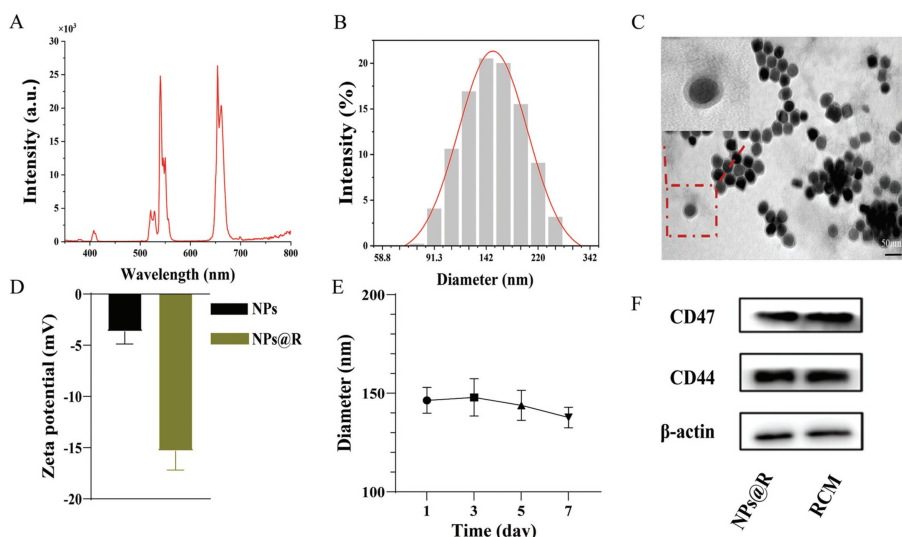 A
×10³
30
25
20
15
10
5
0
Intensity (a.u.)
400
500
600
700
800
Wavelength (nm)
B
20
15
10
5
0
Intensity (%)
58.8
91.3
142
220
342
Diameter (nm)
C
50μm
D
0
-5
-10
-15
-20
Zeta potential (mV)
NPs
NPs@R
E
200
150
100
Diameter (nm)
1
3
5
7
Time (day)
F
CD47
CD44
β-actin
NPs@R
RCM